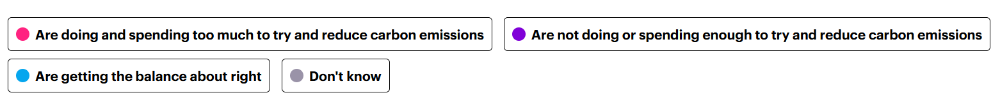 Are doing and spending too much to try and reduce carbon emissions
Are not doing or spending enough to try and reduce carbon emissions
Are getting the balance about right
Don't know